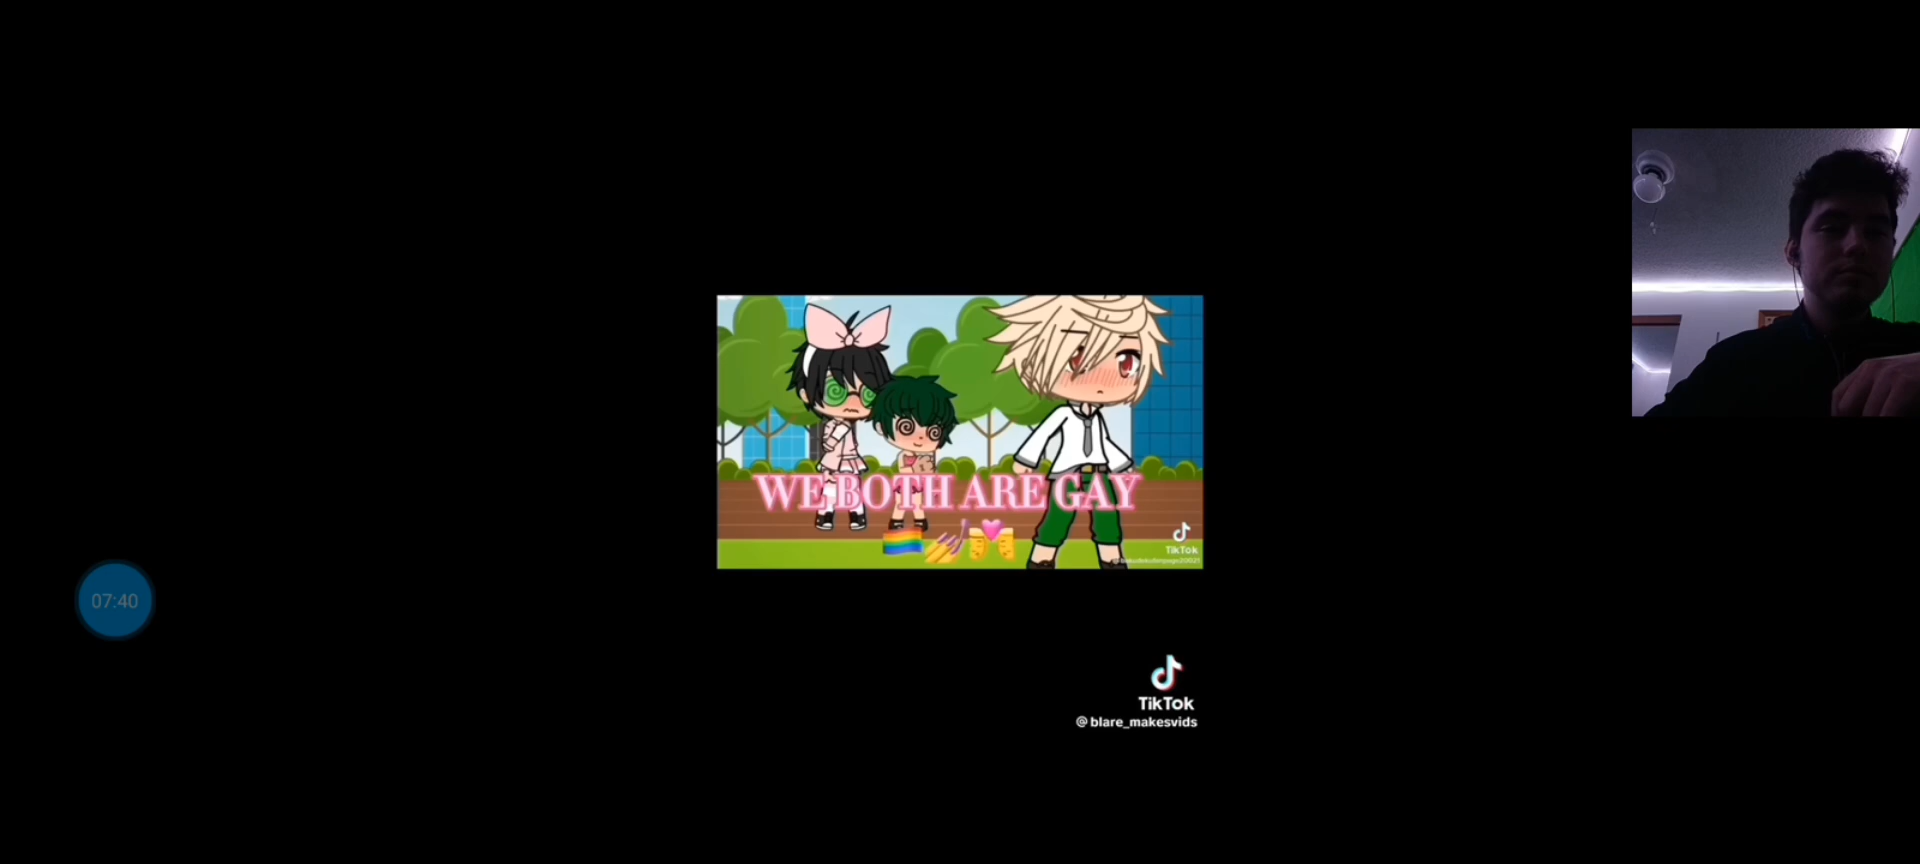 WE BOTH ARE GAY
TikTok
07:40
TikTok
@blare_makesvids